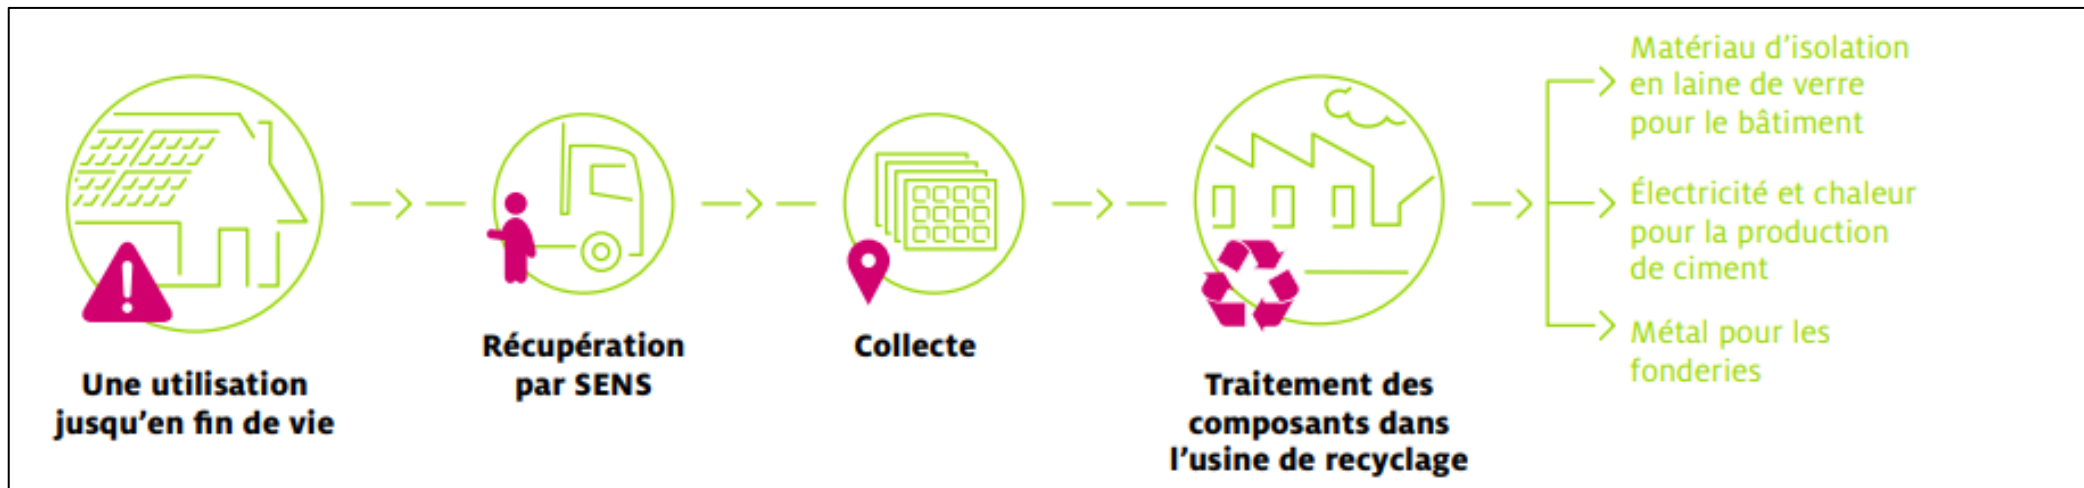 Une utilisation
jusqu'en fin de vie
Récupération
par SENS
Collecte
Traitement des
composants dans
l'usine de recyclage
Matériau d'isolation
en laine de verre
pour le bâtiment
Électricité et chaleur
pour la production
de ciment
Métal pour les
fonderies